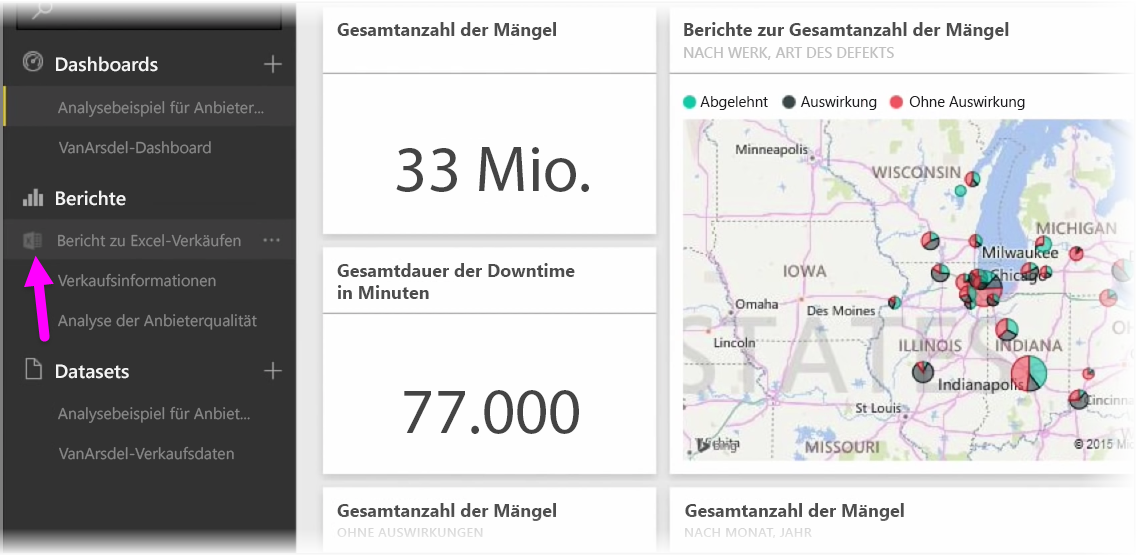 Dashboards
Analysebeispiel für Anbieter...
VanArsdel-Dashboard
Berichte
Bericht zu Excel-Verkäufen
Verkaufsinformationen
Analyse der Anbieterqualität
Datasets
Analysebeispiel für Anbiet...
VanArsdel-Verkaufsdaten
Gesamtanzahl der Mängel
33 Mio.
Gesamtdauer der Downtime
in Minuten
77.000
Gesamtanzahl der Mängel
OHNE AUSWIRKUNGEN
Berichte zur Gesamtanzahl der Mängel
NACH WERK, ART DES DEFEKTS
Abgelehnt Auswirkung Ohne Auswirkung
Minneapolis
WISCONSIN
MICHIGAN
Milwaukee
IOWA
Chicago
Omaha
Des Moines
Lincoln
STATES
ILLINOIS
INDIANA
Indianapolis
Cincinna
St Louis
MISSOURI
Bing
© 2015 Mic
Gesamtanzahl der Mängel
NACH MONAT, JAHR